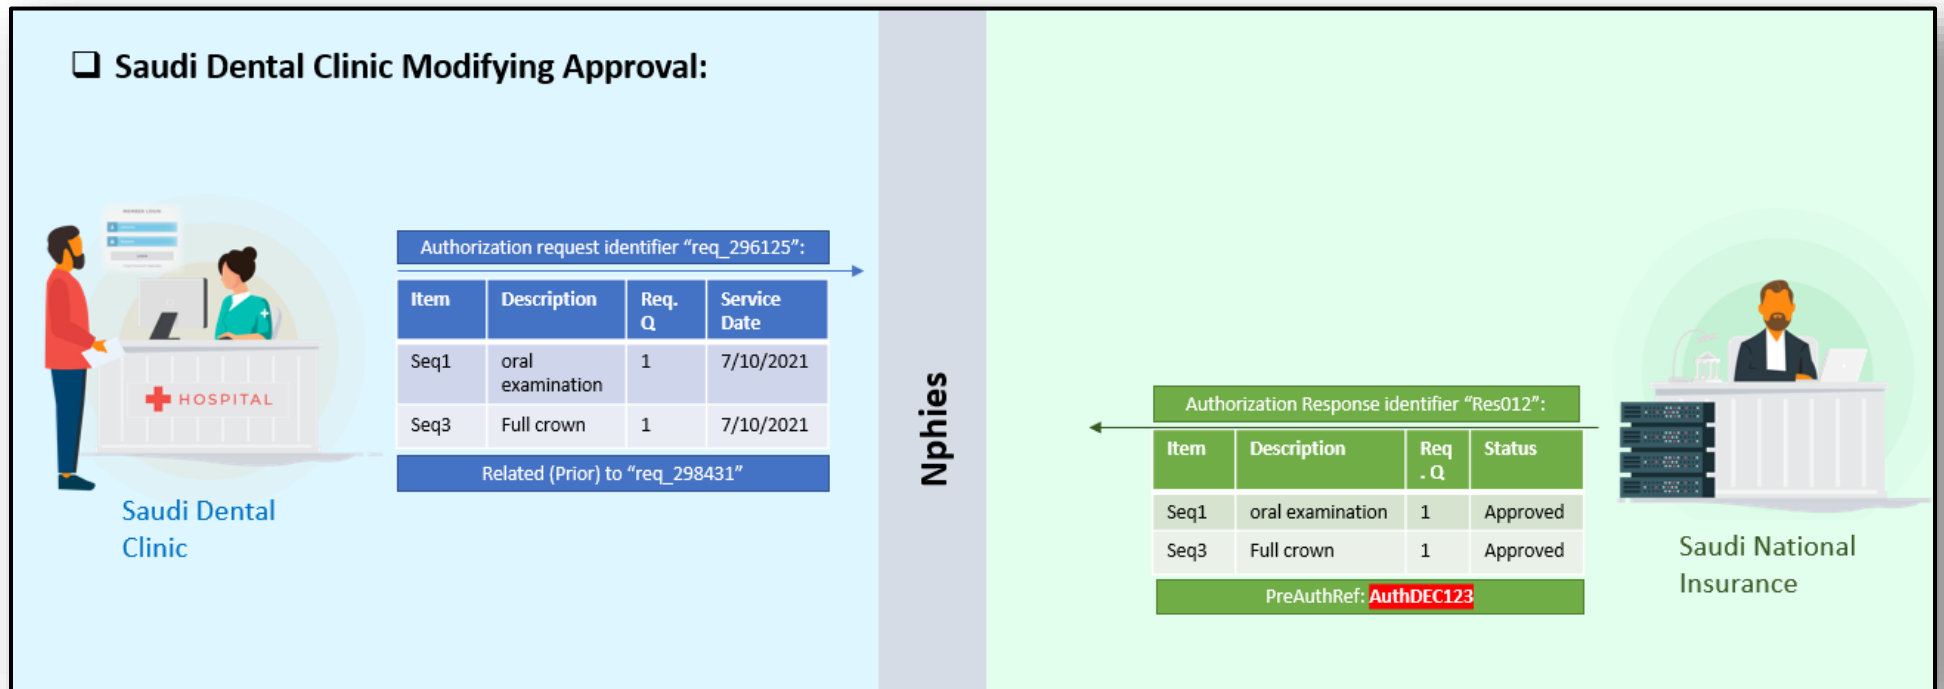 Saudi Dental Clinic Modifying Approval:
MEMBER LOGIN
HOSPITAL
Saudi Dental
Clinic
Authorization request identifier “req_296125”:
Item Description Req. Service
Q Date
Seq1 oral 1 7/10/2021
examination
Seq3 Full crown 1 7/10/2021
Related (Prior) to “req_298431”
Nphies
Authorization Response identifier “Res012”:
Item Description Req Status
. Q
Seq1 oral examination 1 Approved
Seq3 Full crown 1 Approved
PreAuthRef: AuthDEC123
Saudi National
Insurance